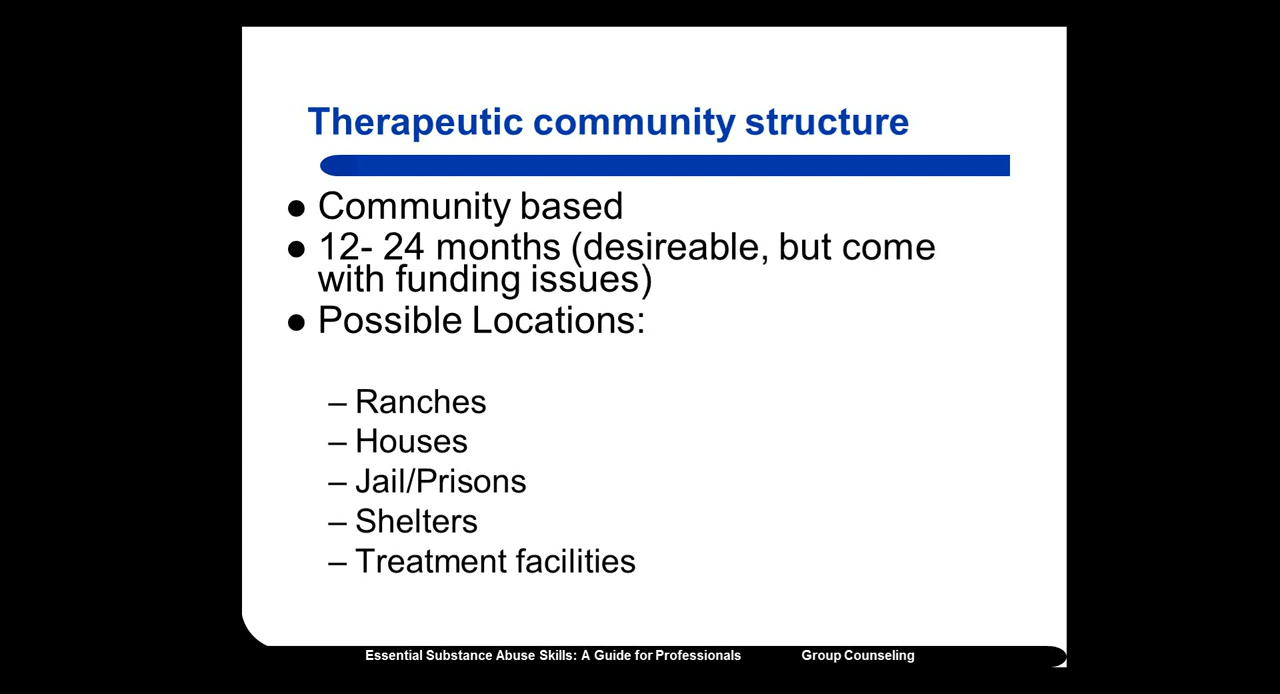 Therapeutic community structure
● Community based
● 12- 24 months (desireable, but come
with funding issues)
● Possible Locations:
– Ranches
– Houses
– Jail/Prisons
– Shelters
– Treatment facilities
Essential Substance Abuse Skills: A Guide for Professionals Group Counseling